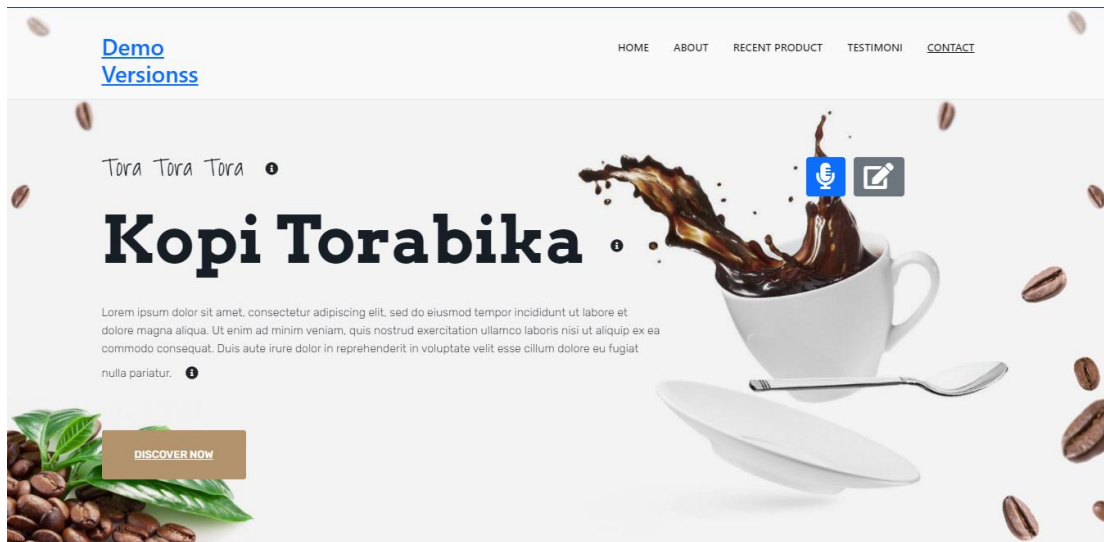 Demo
Versionss
HOME ABOUT RECENT PRODUCT TESTIMONI CONTACT
Tora Tora Tora
Kopi Torabika
Lorem ipsum dolor sit amet, consectetur adipiscing elit, sed do eiusmod tempor incididunt ut labore et
dolore magna aliqua. Ut enim ad minim veniam, quis nostrud exercitation ullamco laboris nisi ut aliquip ex ea
commodo consequat. Duis aute irure dolor in reprehenderit in voluptate velit esse cillum dolore eu fugiat
nulla pariatur.
DISCOVER NOW